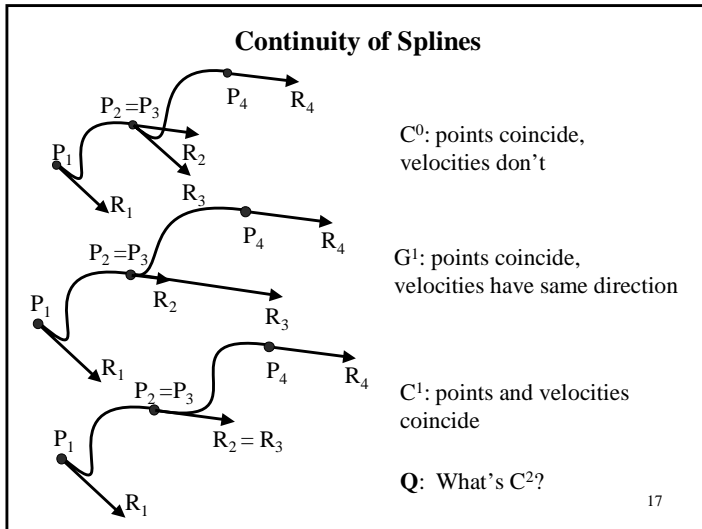 Continuity of Splines
P₂ =P₃
P₄
R₄
P₁
R₂
R₁
R₃
C⁰: points coincide,
velocities don't
P₂=P₃
P₄
R₄
P₁
R₂
R₃
R₁
G¹: points coincide,
velocities have same direction
P₂=P₃
P₄
R₄
P₁
R₂ = R₃
R₁
C¹: points and velocities
coincide
Q: What's C²?
17